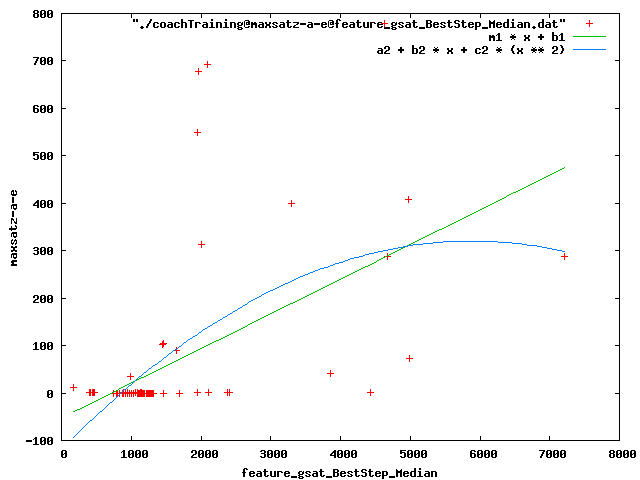 800
"./coachTraining@maxsatz-a-e@feature_gsat_BestStep_Median.dat"
m1 * x + b1
a2 + b2 * x + c2 * (x ** 2)
700
600
500
400
300
200
100
0
-100
maxsatz-a-e
0 1000 2000 3000 4000 5000 6000 7000 8000
feature_gsat_BestStep_Median